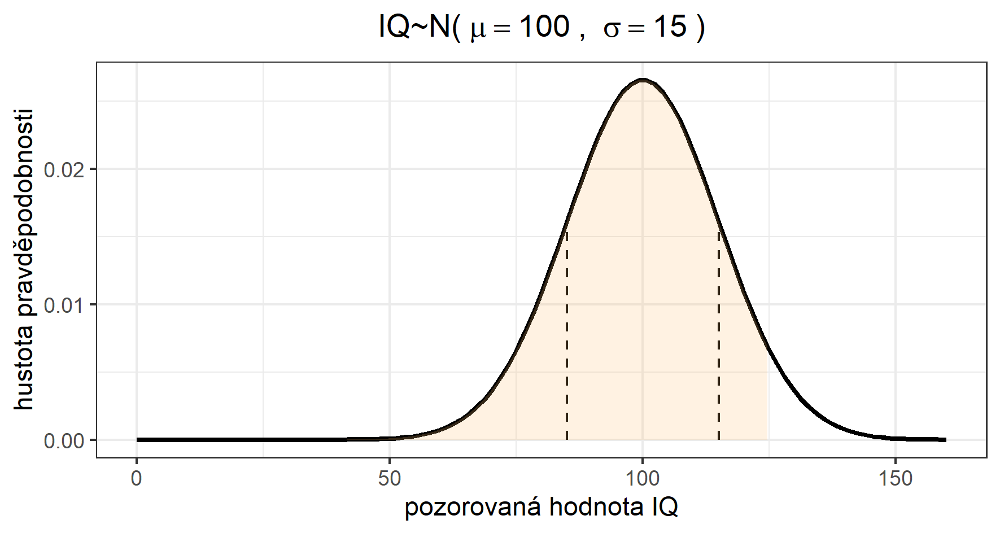 IQ~N( μ = 100 ,  σ = 15 )
hustota pravděpodobnosti
0.02
0.01
0.00
0 50 100 150
pozorovaná hodnota IQ